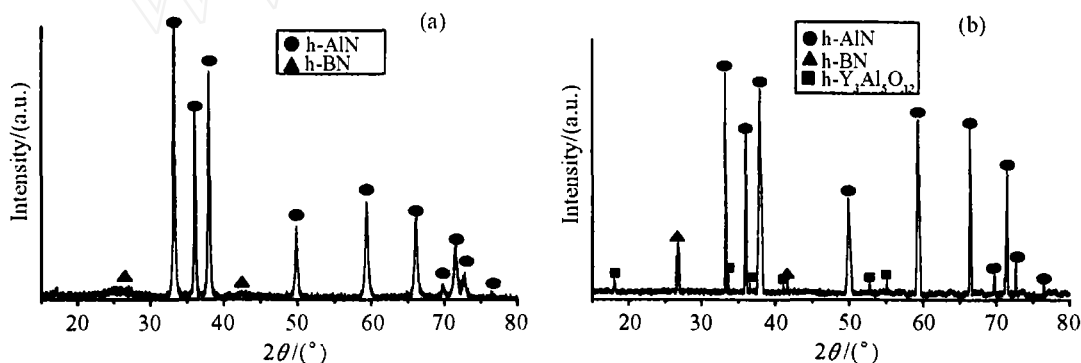 (a)
h-AlN
h-BN
Intensity/(a.u.)
20 30 40 50 60 70 80
2θ/(°)
(b)
h-AlN
h-BN
h-Y₃Al₅O₁₂
Intensity/(a.u.)
20 30 40 50 60 70 80
2θ/(°)